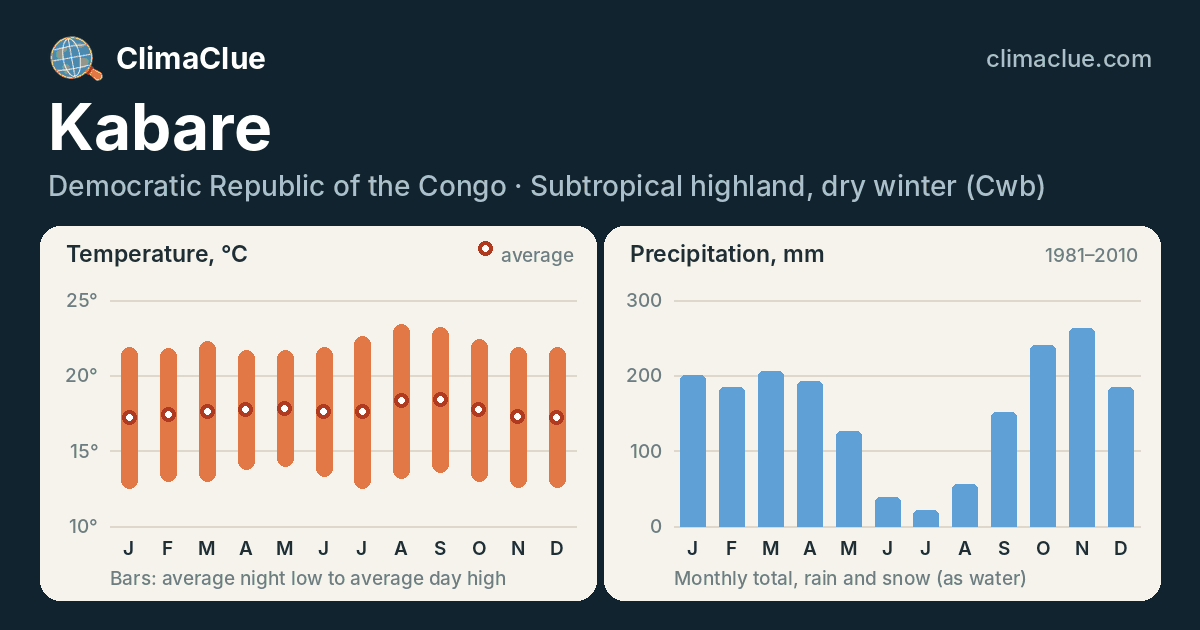 ClimaClue
climaclue.com
Kabare
Democratic Republic of the Congo · Subtropical highland, dry winter (Cwb)
Temperature, °C
average
25°
20°
15°
10°
J F M A M J J A S O N D
Bars: average night low to average day high
Precipitation, mm
1981–2010
300
200
100
0
J F M A M J J A S O N D
Monthly total, rain and snow (as water)